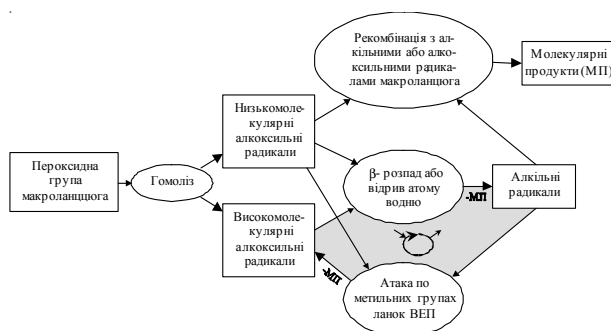 Рекомбінація з ал-
кільними або алко-
ксильними радика-
лами макроланцюга
Молекулярні
продукти (МП)
Низькомоле-
кулярні
алкоксильні
радикали
Пероксидна
група
макроланцюга
Гомоліз
β- розпад або
відрив атому
водню
-МП
Алкільні
радикали
Високомоле-
кулярні
алкоксильні
радикали
-МП
Атака по
метильних групах
ланок ВЕП